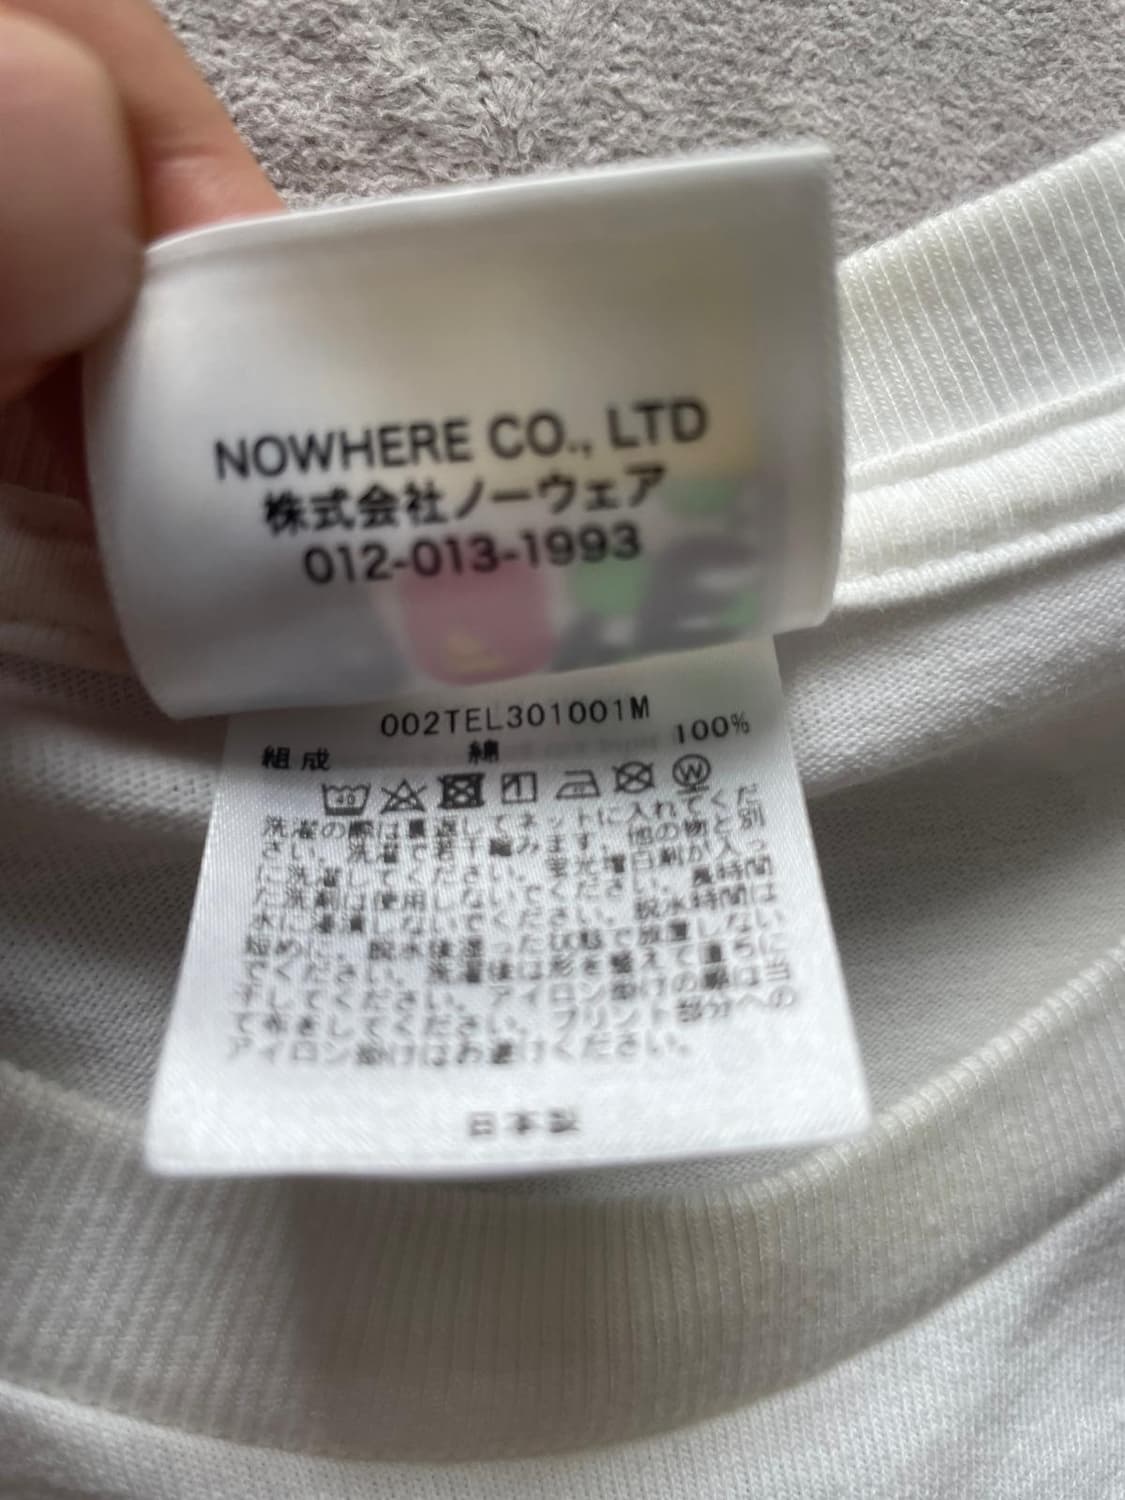 NOWHERE CO., LTD
株式会社ノーウェア
012-013-1993
002TEL301001M
組成 綿 100%
40
W
洗濯の際は裏返してネットに入れてくだ
さい。洗濯で若干縮みます。他の物と別
に洗濯してください。蛍光増白剤が入っ
た洗剤は使用しないでください。長時間
水に浸漬しないでください。脱水時間は
短めに。脱水後湿った状態で放置しない
でください。洗濯後は形を整えて直ちに
干してください。アイロン掛けの際は当
て布をしてください。プリント部分への
アイロン掛けはお避けください。
日本製